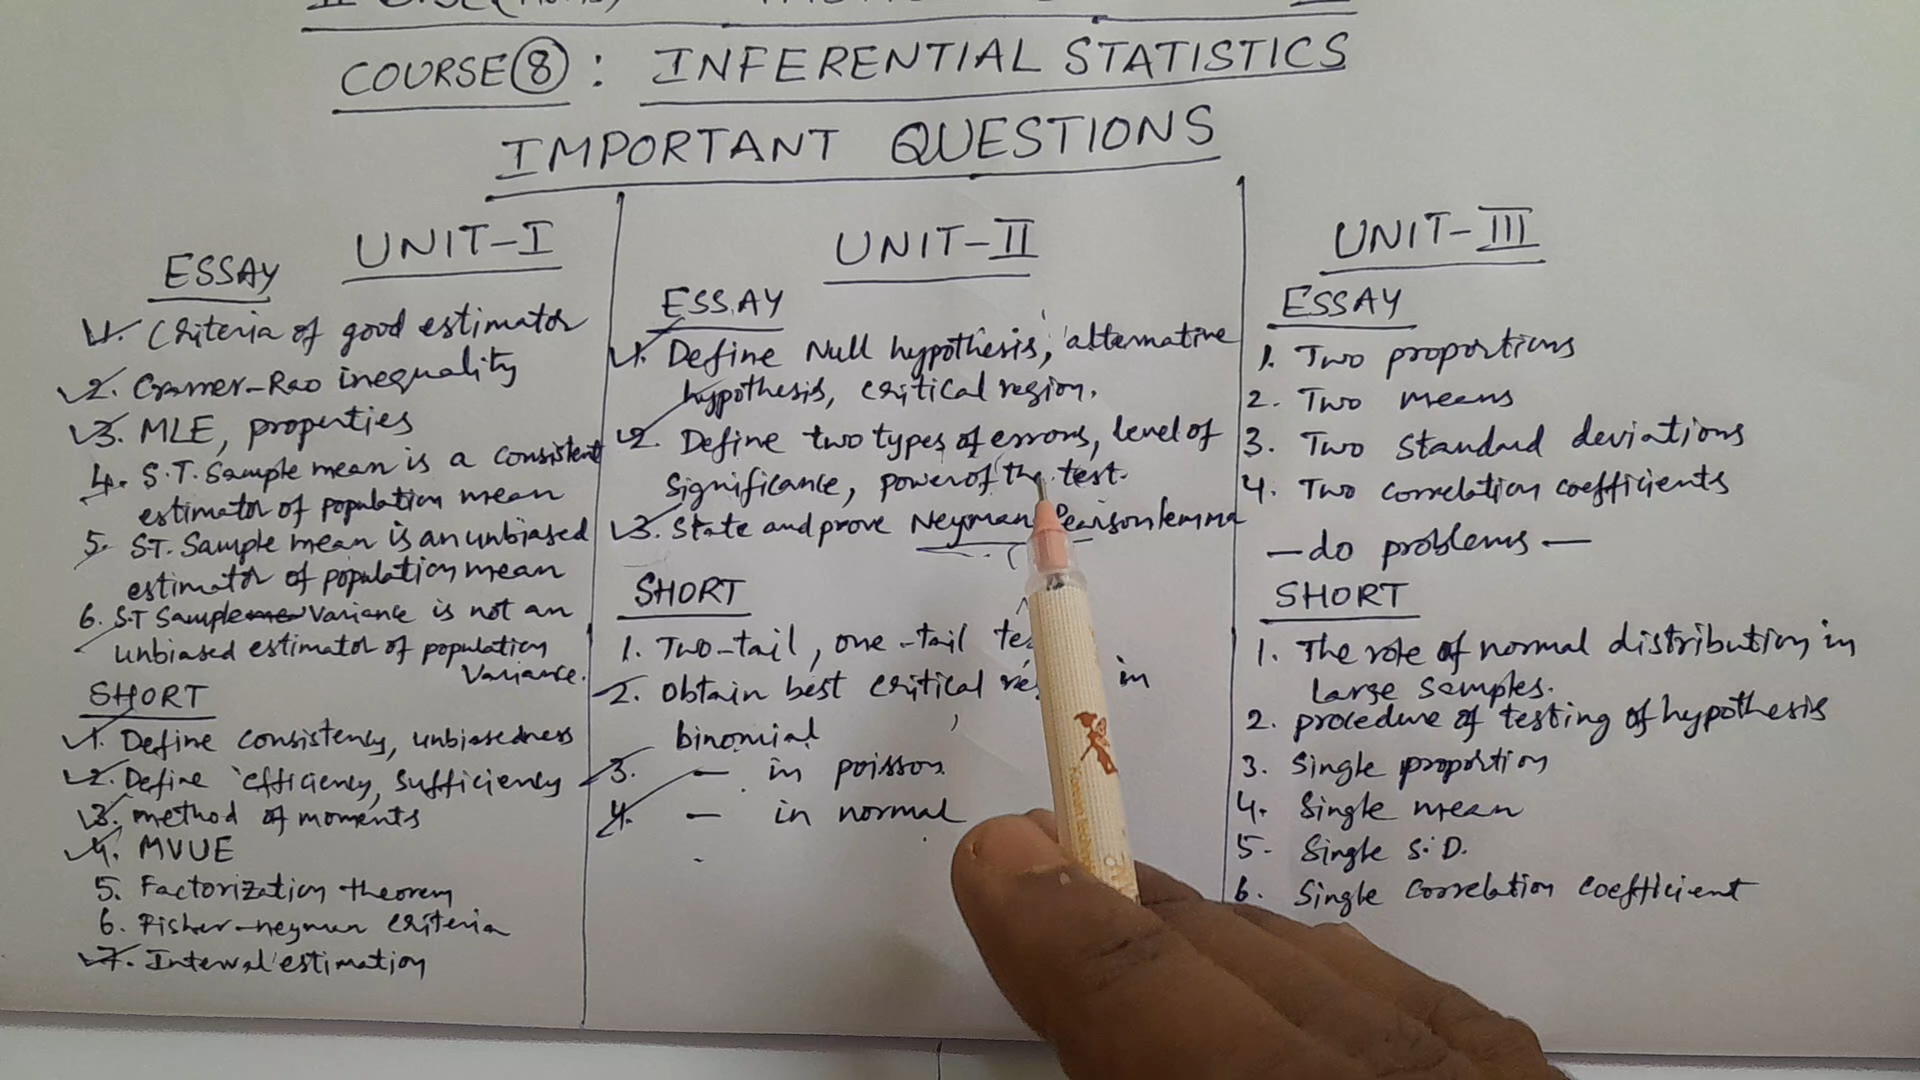 COURSE 8 : INFERENTIAL STATISTICS
IMPORTANT QUESTIONS
UNIT-I
ESSAY
1. Criteria of good estimator
2. Cramer-Rao inequality
3. MLE, properties
4. S.T. Sample mean is a consistent
estimator of population mean
5. S.T. Sample mean is an unbiased
estimator of population mean
6. S.T Sample Variance is not an
unbiased estimator of population
Variance.
SHORT
1. Define consistency, unbiasedness
2. Define efficiency, sufficiency
3. method of moments
4. MVUE
5. Factorization theorem
6. Fisher-neyman criteria
7. Interval estimation
UNIT-II
ESSAY
1. Define Null hypothesis, alternative
hypothesis, critical region.
2. Define two types of errors, level of
significance, power of the test.
3. State and prove Neyman Pearson lemma
SHORT
1. Two-tail, one-tail
2. Obtain best critical in
binomial
3. — in poisson
4. — in normal
UNIT-III
ESSAY
1. Two proportions
2. Two means
3. Two Standard deviations
4. Two correlation coefficients
— do problems —
SHORT
1. The role of normal distribution in
Large samples.
2. procedure of testing of hypothesis
3. Single proportion
4. Single mean
5. Single S.D.
6. Single correlation coefficient